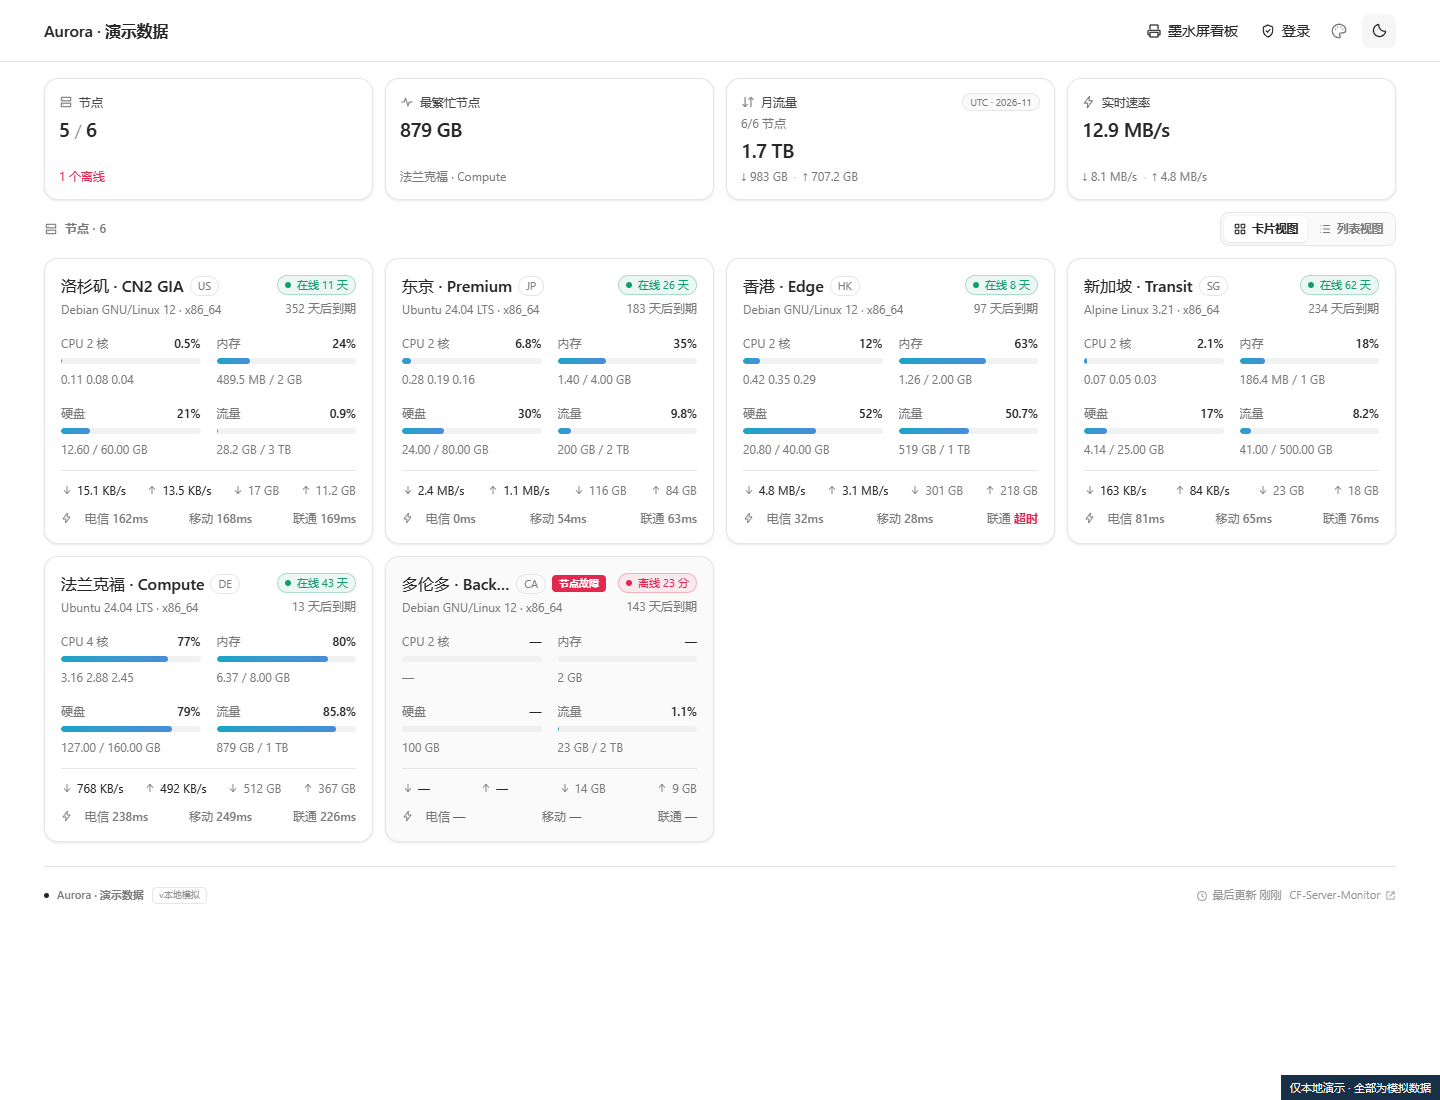 Aurora · 演示数据
墨水屏看板 登录
节点
5 / 6
1 个离线
最繁忙节点
879 GB
法兰克福 · Compute
月流量 UTC · 2026-11
6/6 节点
1.7 TB
↓ 983 GB · ↑ 707.2 GB
实时速率
12.9 MB/s
↓ 8.1 MB/s · ↑ 4.8 MB/s
节点 · 6
卡片视图 列表视图
洛杉矶 · CN2 GIA US 在线 11 天
Debian GNU/Linux 12 · x86_64 352 天后到期
CPU 2 核 0.5% 内存 24%
0.11 0.08 0.04 489.5 MB / 2 GB
硬盘 21% 流量 0.9%
12.60 / 60.00 GB 28.2 GB / 3 TB
↓ 15.1 KB/s ↑ 13.5 KB/s ↓ 17 GB ↑ 11.2 GB
电信 162ms 移动 168ms 联通 169ms
东京 · Premium JP 在线 26 天
Ubuntu 24.04 LTS · x86_64 183 天后到期
CPU 2 核 6.8% 内存 35%
0.28 0.19 0.16 1.40 / 4.00 GB
硬盘 30% 流量 9.8%
24.00 / 80.00 GB 200 GB / 2 TB
↓ 2.4 MB/s ↑ 1.1 MB/s ↓ 116 GB ↑ 84 GB
电信 0ms 移动 54ms 联通 63ms
香港 · Edge HK 在线 8 天
Debian GNU/Linux 12 · x86_64 97 天后到期
CPU 2 核 12% 内存 63%
0.42 0.35 0.29 1.26 / 2.00 GB
硬盘 52% 流量 50.7%
20.80 / 40.00 GB 519 GB / 1 TB
↓ 4.8 MB/s ↑ 3.1 MB/s ↓ 301 GB ↑ 218 GB
电信 32ms 移动 28ms 联通 超时
新加坡 · Transit SG 在线 62 天
Alpine Linux 3.21 · x86_64 234 天后到期
CPU 2 核 2.1% 内存 18%
0.07 0.05 0.03 186.4 MB / 1 GB
硬盘 17% 流量 8.2%
4.14 / 25.00 GB 41.00 / 500.00 GB
↓ 163 KB/s ↑ 84 KB/s ↓ 23 GB ↑ 18 GB
电信 81ms 移动 65ms 联通 76ms
法兰克福 · Compute DE 在线 43 天
Ubuntu 24.04 LTS · x86_64 13 天后到期
CPU 4 核 77% 内存 80%
3.16 2.88 2.45 6.37 / 8.00 GB
硬盘 79% 流量 85.8%
127.00 / 160.00 GB 879 GB / 1 TB
↓ 768 KB/s ↑ 492 KB/s ↓ 512 GB ↑ 367 GB
电信 238ms 移动 249ms 联通 226ms
多伦多 · Back... CA 节点故障 离线 23 分
Debian GNU/Linux 12 · x86_64 143 天后到期
CPU 2 核 — 内存 —
— 2 GB
硬盘 — 流量 1.1%
100 GB 23 GB / 2 TB
↓ — ↑ — ↓ 14 GB ↑ 9 GB
电信 — 移动 — 联通 —
Aurora · 演示数据 v本地模拟
最后更新 刚刚 CF-Server-Monitor
仅本地演示 · 全部为模拟数据